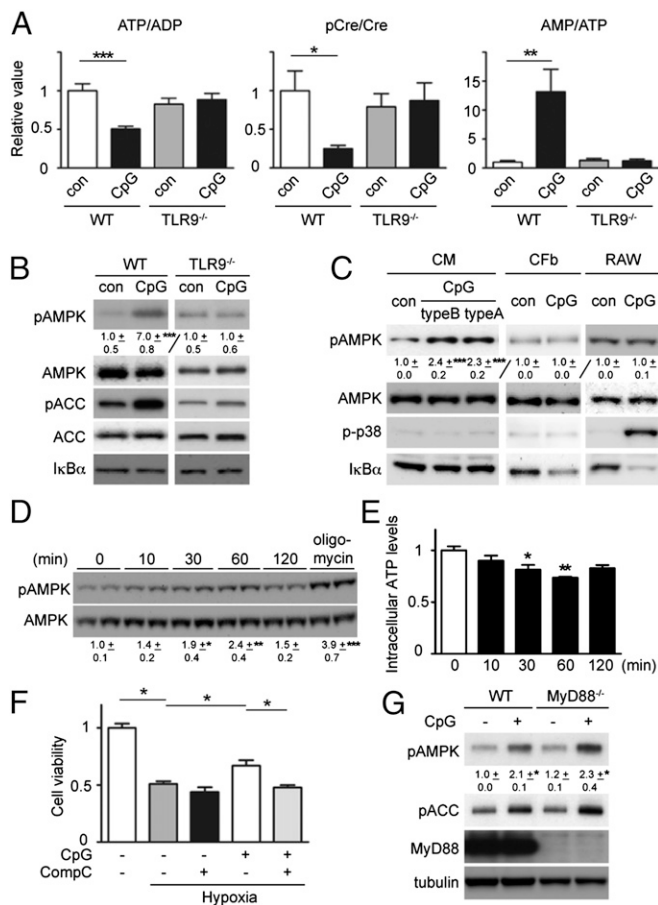 A
ATP/ADP
pCre/Cre
AMP/ATP
Relative value
***
*
**
1
0.5
0
1
0.5
0
15
10
5
0
con CpG con CpG
con CpG con CpG
con CpG con CpG
WT TLR9-/-
WT TLR9-/-
WT TLR9-/-
B
WT TLR9-/-
con CpG con CpG
pAMPK
1.0 ± 7.0 ± *** / 1.0 ± 1.0 ±
0.5 0.8 0.5 0.6
AMPK
pACC
ACC
IκBα
C
CM CFb RAW
CpG
con typeB typeA con CpG con CpG
pAMPK
1.0 ± 2.4 ± *** 2.3 ± *** / 1.0 ± 1.0 ± / 1.0 ± 1.0 ±
0.0 0.2 0.2 0.0 0.0 0.0 0.1
AMPK
p-p38
IκBα
D
oligo-
(min) 0 10 30 60 120 mycin
pAMPK
AMPK
1.0 ± 1.4 ± 1.9 ±* 2.4 ±** 1.5 ± 3.9 ±***
0.1 0.2 0.4 0.4 0.2 0.7
E
Intracellular ATP levels
1
0.5
0
*
**
0 10 30 60 120 (min)
F
Cell viability
1
0.5
0
*
*
*
CpG - - - + +
CompC - - + - +
Hypoxia
G
WT MyD88-/-
CpG - + - +
pAMPK
1.0 ± 2.1 ±* 1.2 ± 2.3 ±*
0.0 0.1 0.1 0.4
pACC
MyD88
tubulin